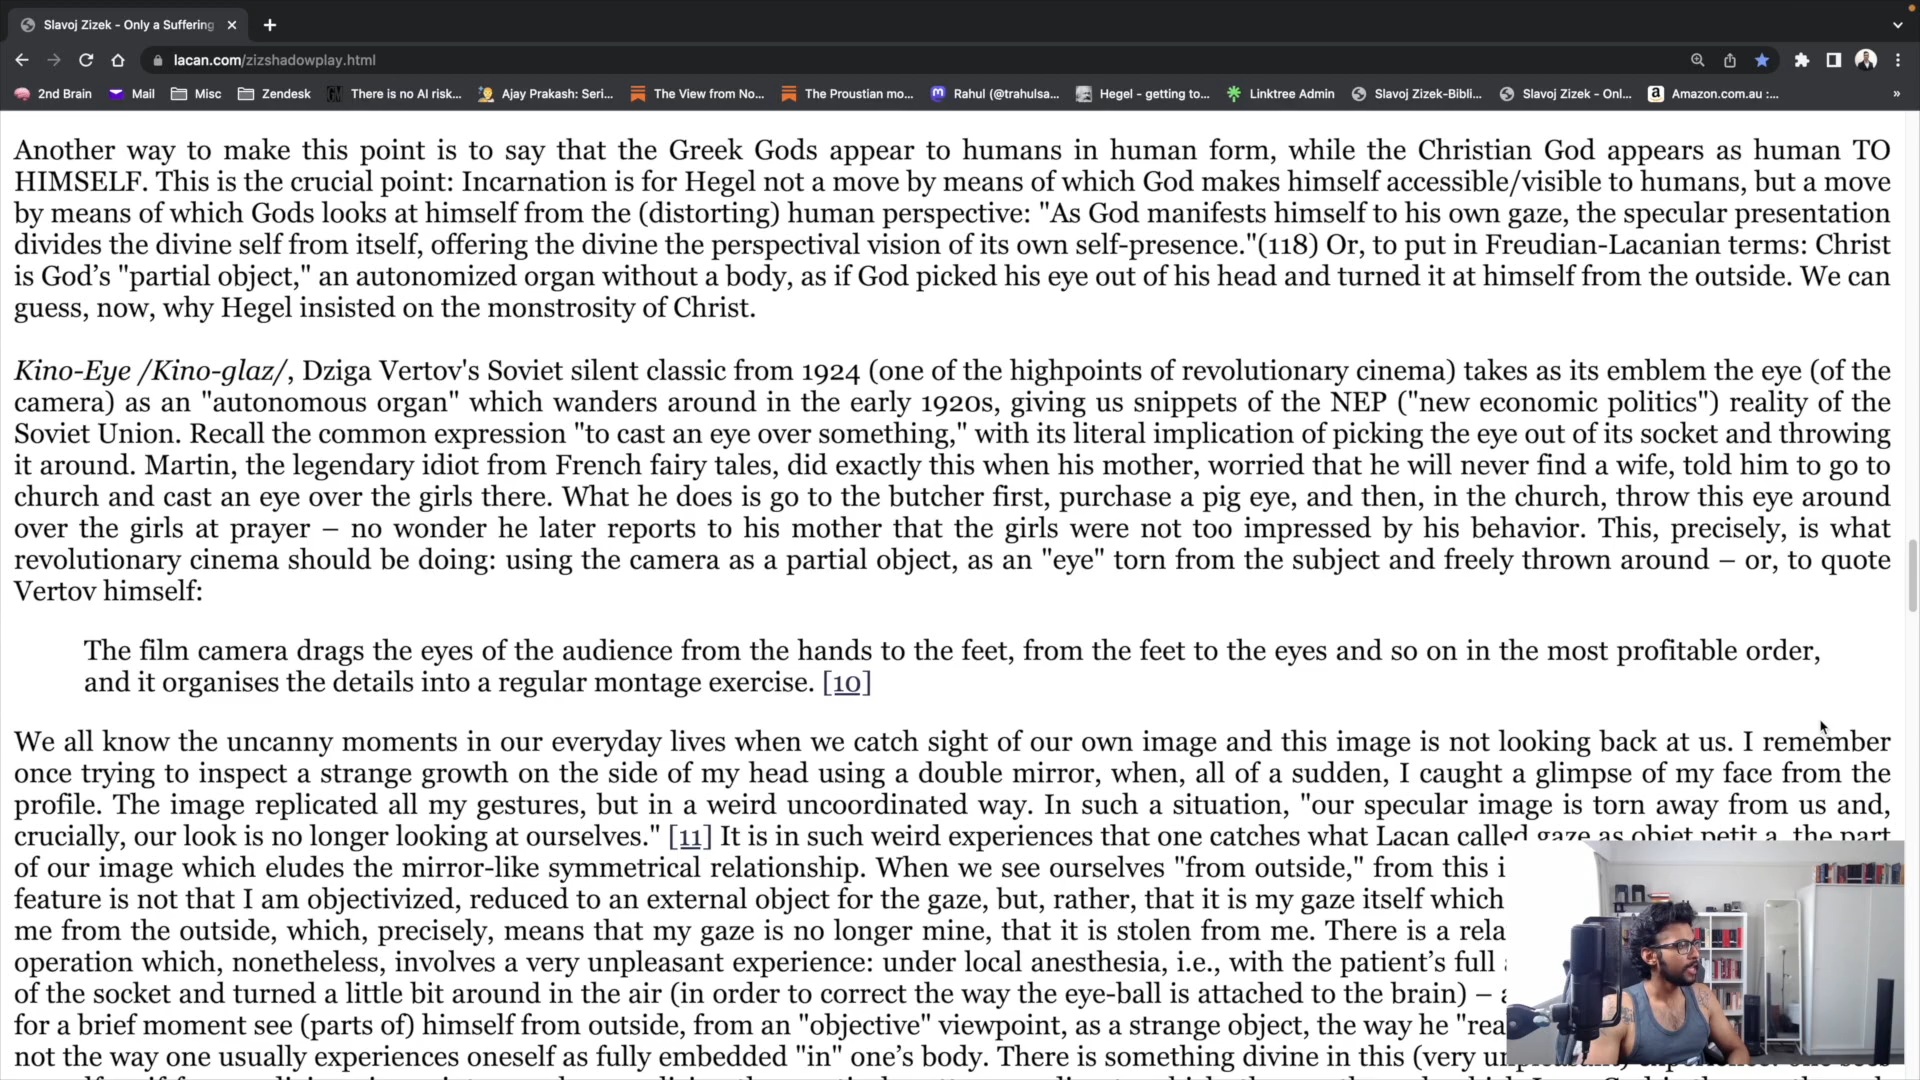 Slavoj Zizek - Only a Suffering
lacan.com/zizshadowplay.html
2nd Brain Mail Misc Zendesk There is no AI risk... Ajay Prakash: Seri... The View from No... The Proustian mo... Rahul (@trahulsa... Hegel - getting to... Linktree Admin Slavoj Zizek-Bibli... Slavoj Zizek - Onl... Amazon.com.au :... »
Another way to make this point is to say that the Greek Gods appear to humans in human form, while the Christian God appears as human TO
HIMSELF. This is the crucial point: Incarnation is for Hegel not a move by means of which God makes himself accessible/visible to humans, but a move
by means of which Gods looks at himself from the (distorting) human perspective: "As God manifests himself to his own gaze, the specular presentation
divides the divine self from itself, offering the divine the perspectival vision of its own self-presence."(118) Or, to put in Freudian-Lacanian terms: Christ
is God’s "partial object," an autonomized organ without a body, as if God picked his eye out of his head and turned it at himself from the outside. We can
guess, now, why Hegel insisted on the monstrosity of Christ.
Kino-Eye /Kino-glaz/, Dziga Vertov's Soviet silent classic from 1924 (one of the highpoints of revolutionary cinema) takes as its emblem the eye (of the
camera) as an "autonomous organ" which wanders around in the early 1920s, giving us snippets of the NEP ("new economic politics") reality of the
Soviet Union. Recall the common expression "to cast an eye over something," with its literal implication of picking the eye out of its socket and throwing
it around. Martin, the legendary idiot from French fairy tales, did exactly this when his mother, worried that he will never find a wife, told him to go to
church and cast an eye over the girls there. What he does is go to the butcher first, purchase a pig eye, and then, in the church, throw this eye around
over the girls at prayer – no wonder he later reports to his mother that the girls were not too impressed by his behavior. This, precisely, is what
revolutionary cinema should be doing: using the camera as a partial object, as an "eye" torn from the subject and freely thrown around – or, to quote
Vertov himself:
The film camera drags the eyes of the audience from the hands to the feet, from the feet to the eyes and so on in the most profitable order,
and it organises the details into a regular montage exercise. [10]
We all know the uncanny moments in our everyday lives when we catch sight of our own image and this image is not looking back at us. I remember
once trying to inspect a strange growth on the side of my head using a double mirror, when, all of a sudden, I caught a glimpse of my face from the
profile. The image replicated all my gestures, but in a weird uncoordinated way. In such a situation, "our specular image is torn away from us and,
crucially, our look is no longer looking at ourselves." [11] It is in such weird experiences that one catches what Lacan called gaze as objet petit a, the part
of our image which eludes the mirror-like symmetrical relationship. When we see ourselves "from outside," from this
feature is not that I am objectivized, reduced to an external object for the gaze, but, rather, that it is my gaze itself which
me from the outside, which, precisely, means that my gaze is no longer mine, that it is stolen from me. There is a rela
operation which, nonetheless, involves a very unpleasant experience: under local anesthesia, i.e., with the patient’s full
of the socket and turned a little bit around in the air (in order to correct the way the eye-ball is attached to the brain) –
for a brief moment see (parts of) himself from outside, from an "objective" viewpoint, as a strange object, the way he "rea
not the way one usually experiences oneself as fully embedded "in" one’s body. There is something divine in this (very